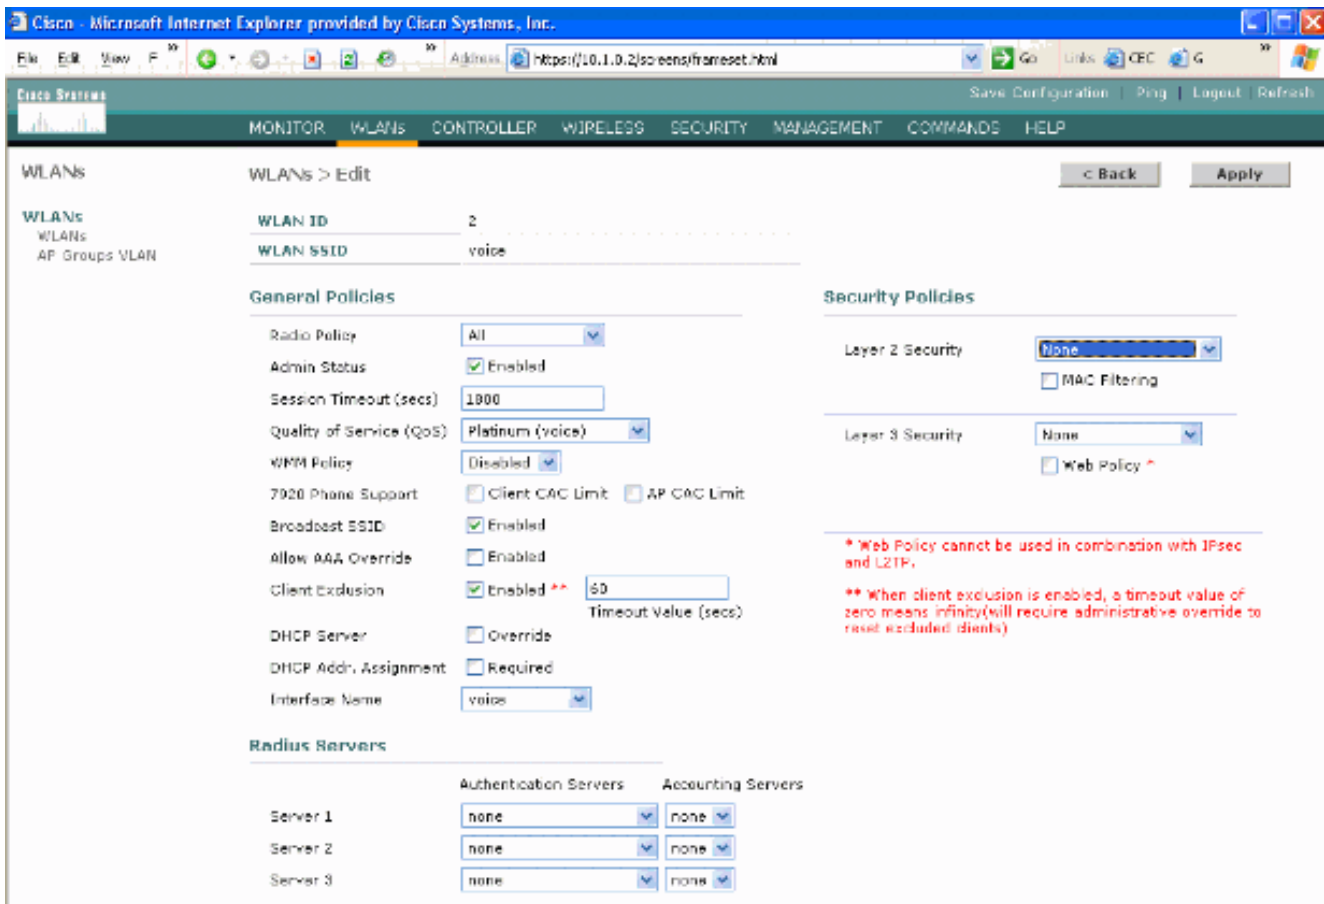 Cisco - Microsoft Internet Explorer provided by Cisco Systems, Inc.
File Edit View F » » Address https://10.1.0.2/screens/frameset.html Go Links CEC G »
Cisco Systems
Save Configuration | Ping | Logout | Refresh
MONITOR WLANs CONTROLLER WIRELESS SECURITY MANAGEMENT COMMANDS HELP
WLANs
WLANs
WLANs
AP Groups VLAN
WLANs > Edit
< Back Apply
WLAN ID 2
WLAN SSID voice
General Policies
Radio Policy All
Admin Status Enabled
Session Timeout (secs) 1800
Quality of Service (QoS) Platinum (voice)
WMM Policy Disabled
7920 Phone Support Client CAC Limit AP CAC Limit
Broadcast SSID Enabled
Allow AAA Override Enabled
Client Exclusion Enabled ** 60
Timeout Value (secs)
DHCP Server Override
DHCP Addr. Assignment Required
Interface Name voice
Security Policies
Layer 2 Security None
MAC Filtering
Layer 3 Security None
Web Policy *
* Web Policy cannot be used in combination with IPsec
and L2TP.
** When client exclusion is enabled, a timeout value of
zero means infinity(will require administrative override to
reset excluded clients)
Radius Servers
Authentication Servers Accounting Servers
Server 1 none none
Server 2 none none
Server 3 none none